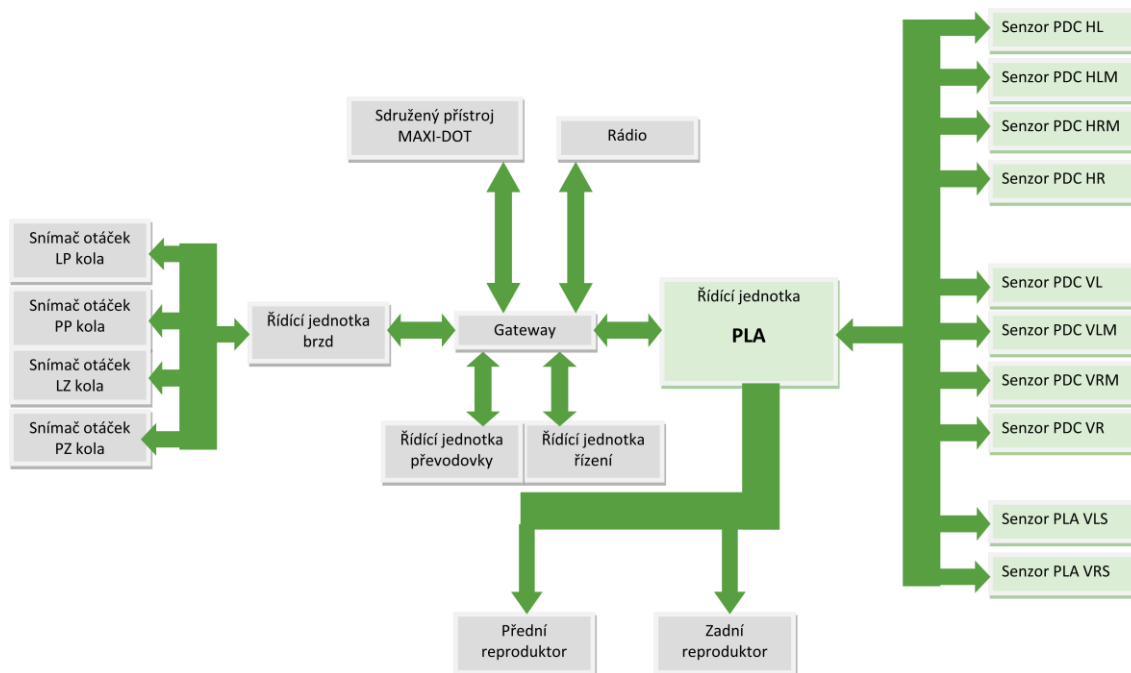 Sdružený přístroj
MAXI-DOT
Rádio
Snímač otáček
LP kola
Snímač otáček
PP kola
Snímač otáček
LZ kola
Snímač otáček
PZ kola
Řídící jednotka
brzd
Gateway
Řídící jednotka
PLA
Řídící jednotka
převodovky
Řídící jednotka
řízení
Přední
reproduktor
Zadní
reproduktor
Senzor PDC HL
Senzor PDC HLM
Senzor PDC HRM
Senzor PDC HR
Senzor PDC VL
Senzor PDC VLM
Senzor PDC VRM
Senzor PDC VR
Senzor PLA VLS
Senzor PLA VRS